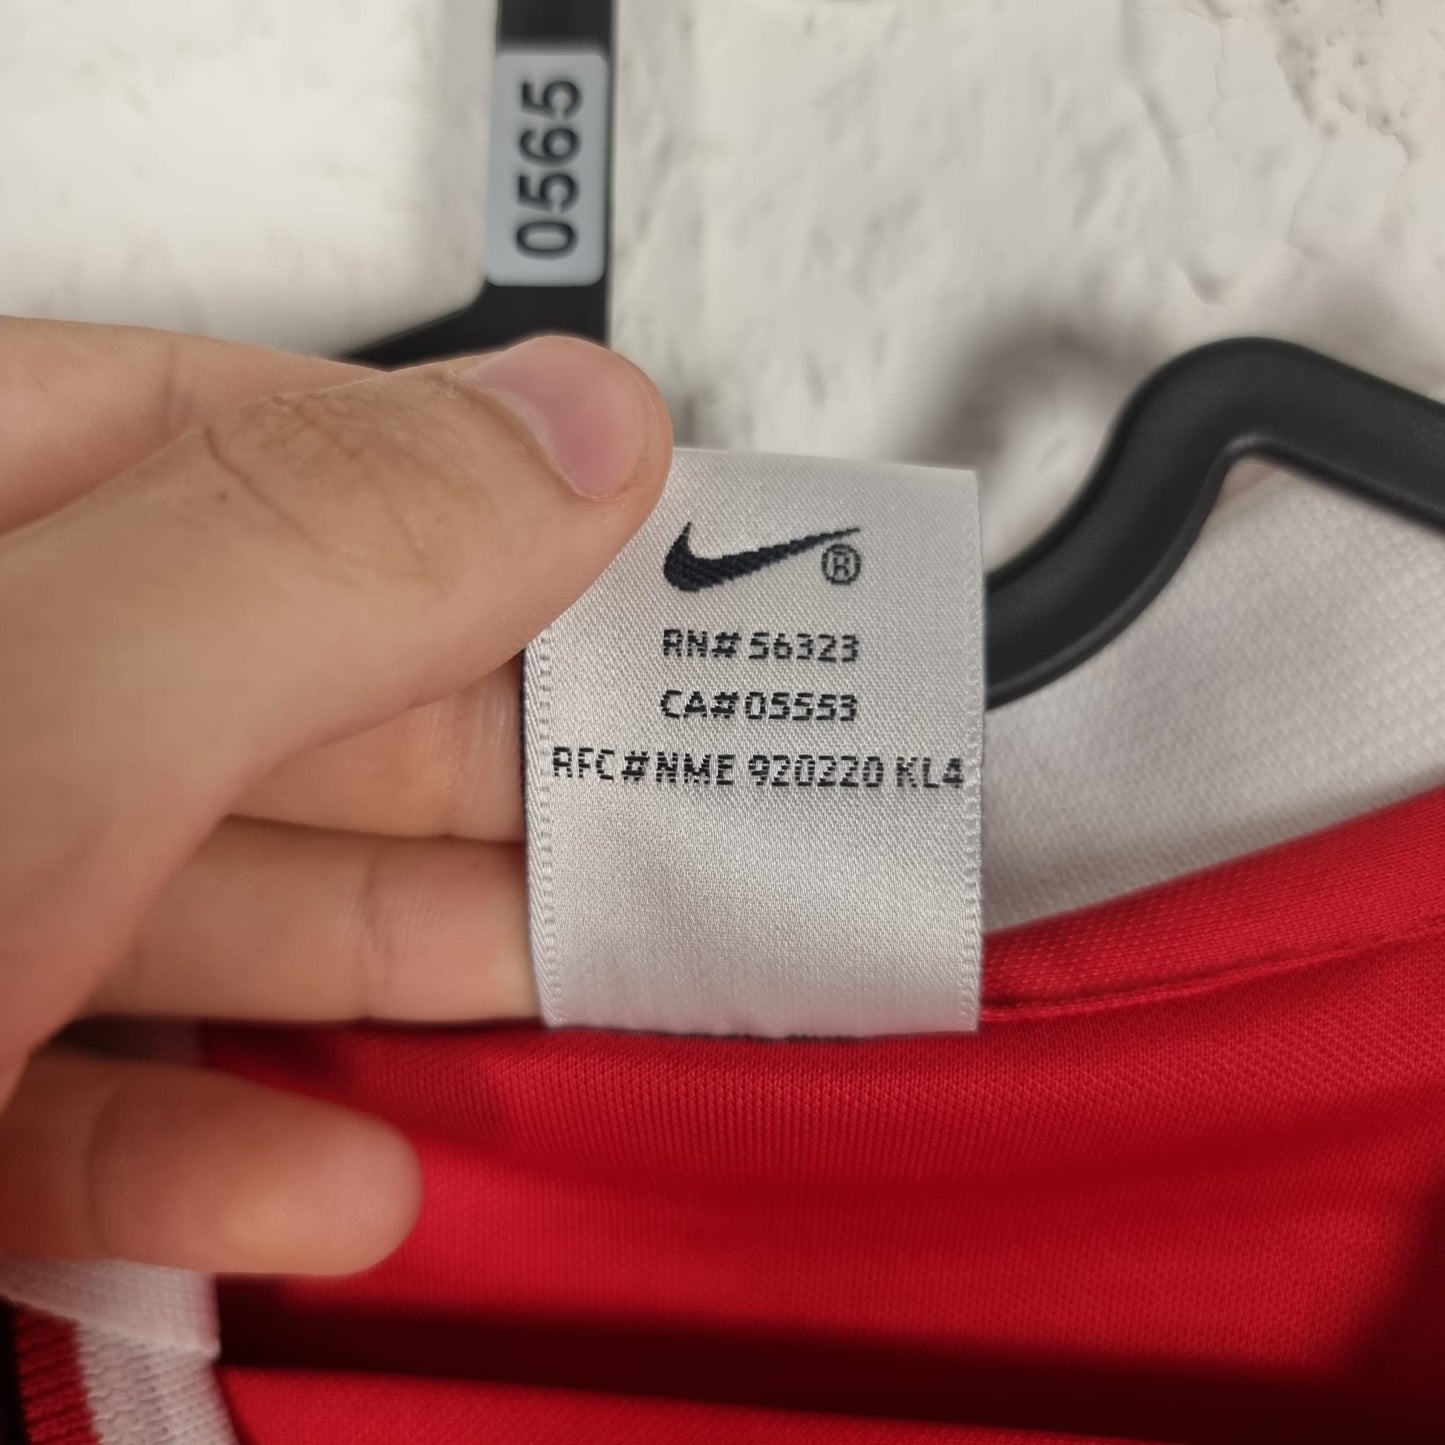 0565
®
RN# 56323
CA# 05553
RFC# NME 920220 KL4